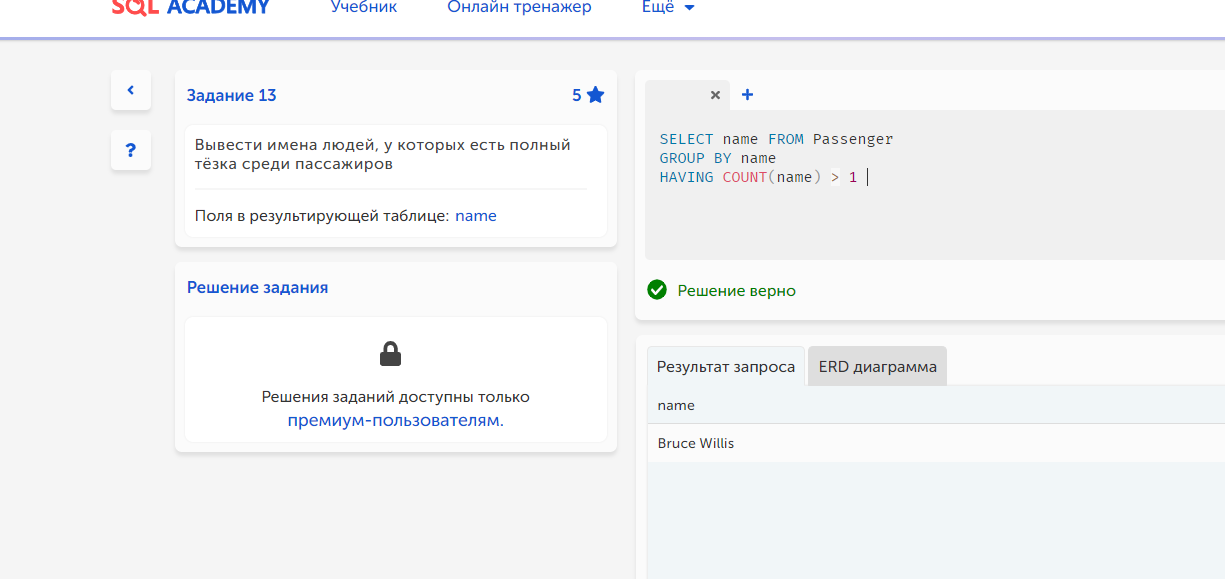 SQL ACADEMY
Учебник
Онлайн тренажер
Ещё
Задание 13
5
Вывести имена людей, у которых есть полный
тёзка среди пассажиров
Поля в результирующей таблице: name
?
Решение задания
Решения заданий доступны только
премиум-пользователям.
SELECT name FROM Passenger
GROUP BY name
HAVING COUNT(name) > 1
Решение верно
Результат запроса
ERD диаграмма
name
Bruce Willis